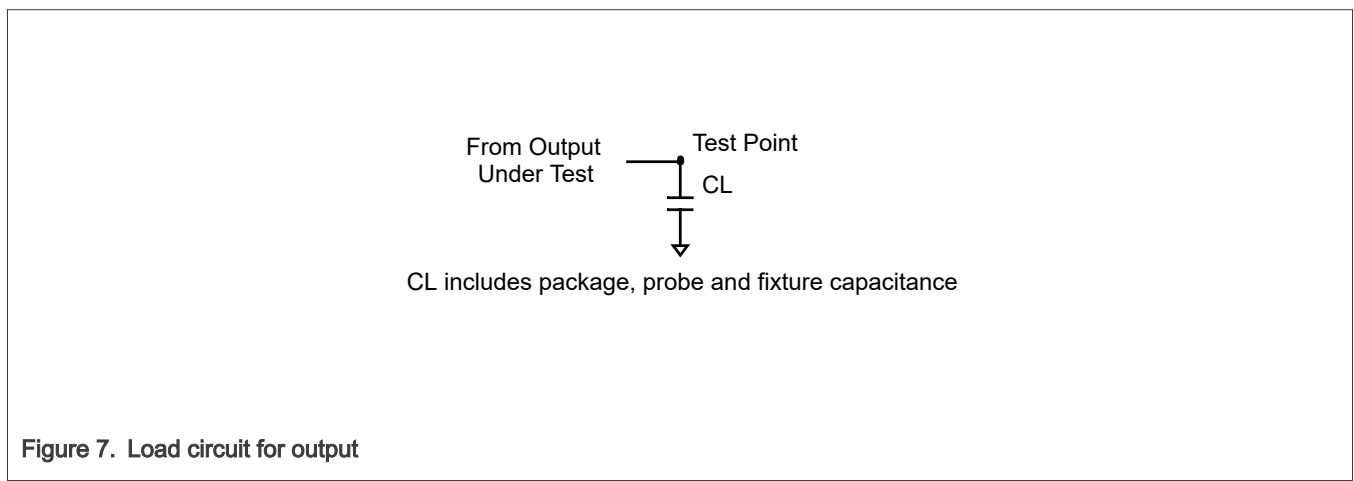 From Output
Under Test
Test Point
CL
CL includes package, probe and fixture capacitance
Figure 7. Load circuit for output